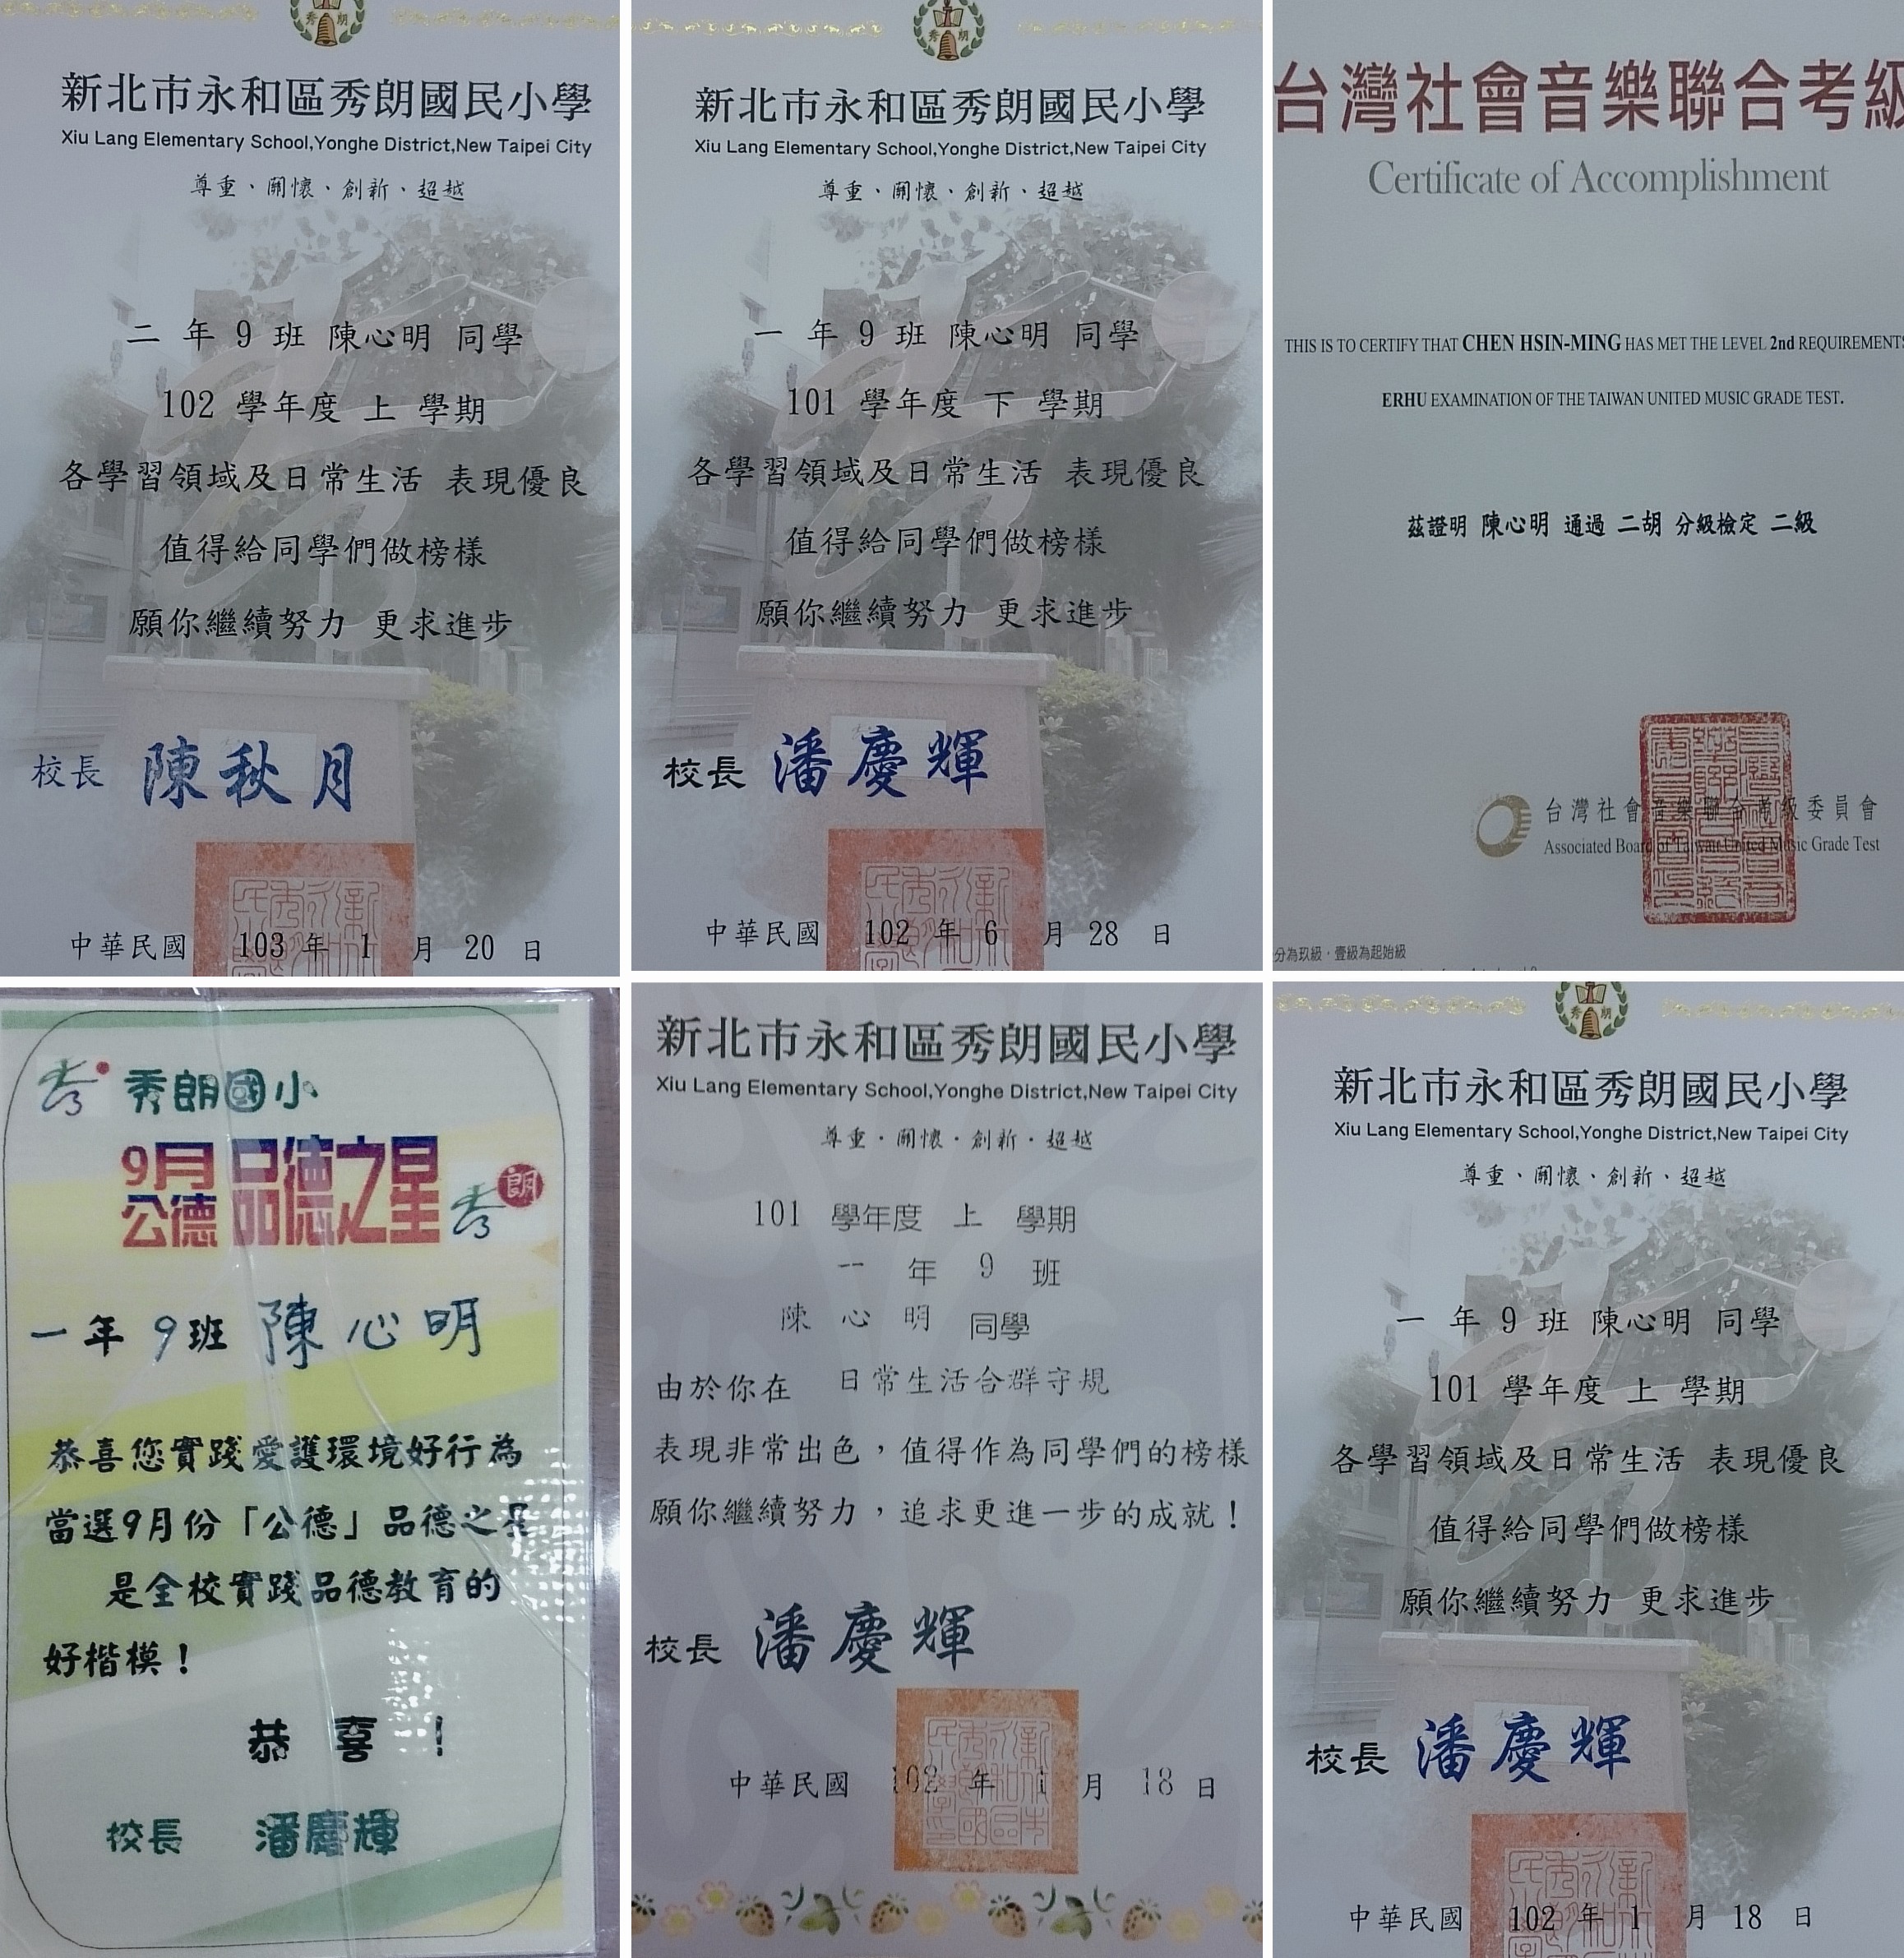 秀朗
新北市永和區秀朗國民小學
Xiu Lang Elementary School,Yonghe District,New Taipei City
尊重、關懷、創新、超越
二 年 9 班 陳心明 同學
102 學年度 上 學期
各學習領域及日常生活 表現優良
值得給同學們做榜樣
願你繼續努力 更求進步
校長 陳秋月
中華民國 103 年 1 月 20 日
秀朗
新北市永和區秀朗國民小學
Xiu Lang Elementary School,Yonghe District,New Taipei City
尊重、關懷、創新、超越
一 年 9 班 陳心明 同學
101 學年度 下 學期
各學習領域及日常生活 表現優良
值得給同學們做榜樣
願你繼續努力 更求進步
校長 潘慶輝
中華民國 102 年 6 月 28 日
台灣社會音樂聯合考級
Certificate of Accomplishment
THIS IS TO CERTIFY THAT CHEN HSIN-MING HAS MET THE LEVEL 2nd REQUIREMENTS
ERHU EXAMINATION OF THE TAIWAN UNITED MUSIC GRADE TEST.
茲證明 陳心明 通過 二胡 分級檢定 二級
台灣社會音樂聯合考級委員會
Associated Board of Taiwan United Music Grade Test
分為玖級，壹級為起始級
秀朗國小
9月 公德 品德之星
朗
一年 9班 陳心明
恭喜您實踐愛護環境好行為
當選9月份「公德」品德之星
是全校實踐品德教育的
好楷模！
恭 喜 ！
校長 潘慶輝
新北市永和區秀朗國民小學
Xiu Lang Elementary School,Yonghe District,New Taipei City
尊重・關懷・創新・超越
101 學年度 上 學期
一 年 9 班
陳 心 明 同學
由於你在 日常生活合群守規
表現非常出色，值得作為同學們的榜樣
願你繼續努力，追求更進一步的成就！
校長 潘慶輝
中華民國 102 年 1 月 18 日
秀朗
新北市永和區秀朗國民小學
Xiu Lang Elementary School,Yonghe District,New Taipei City
尊重、關懷、創新、超越
一 年 9 班 陳心明 同學
101 學年度 上 學期
各學習領域及日常生活 表現優良
值得給同學們做榜樣
願你繼續努力 更求進步
校長 潘慶輝
中華民國 102 年 1 月 18 日